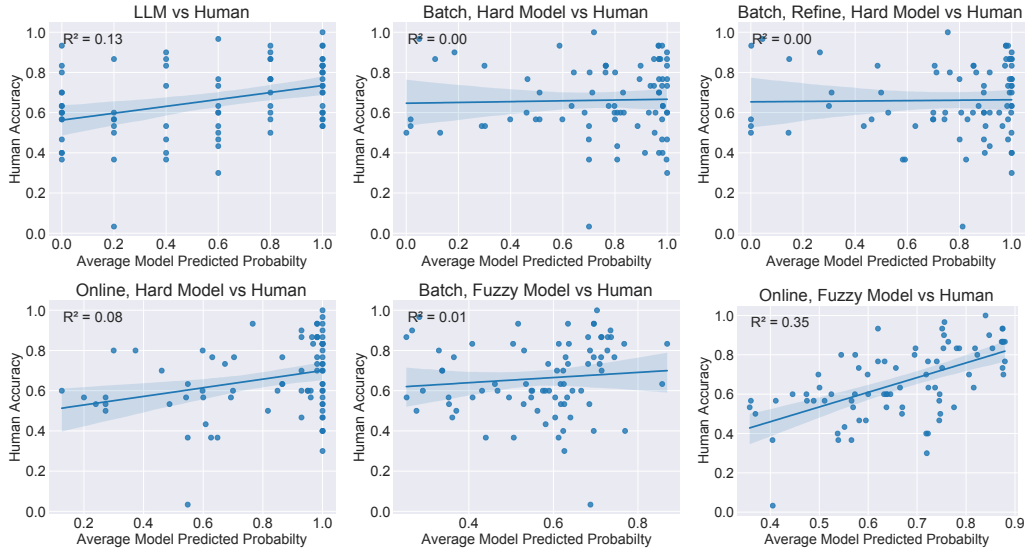 LLM vs Human
R² = 0.13
Human Accuracy
1.0
0.8
0.6
0.4
0.2
0.0
0.0 0.2 0.4 0.6 0.8 1.0
Average Model Predicted Probabilty
Batch, Hard Model vs Human
R² = 0.00
Human Accuracy
1.0
0.8
0.6
0.4
0.2
0.0
0.0 0.2 0.4 0.6 0.8 1.0
Average Model Predicted Probabilty
Batch, Refine, Hard Model vs Human
R² = 0.00
Human Accuracy
1.0
0.8
0.6
0.4
0.2
0.0
0.0 0.2 0.4 0.6 0.8 1.0
Average Model Predicted Probabilty
Online, Hard Model vs Human
R² = 0.08
Human Accuracy
1.0
0.8
0.6
0.4
0.2
0.0
0.2 0.4 0.6 0.8 1.0
Average Model Predicted Probabilty
Batch, Fuzzy Model vs Human
R² = 0.01
Human Accuracy
1.0
0.8
0.6
0.4
0.2
0.0
0.4 0.6 0.8
Average Model Predicted Probabilty
Online, Fuzzy Model vs Human
R² = 0.35
Human Accuracy
1.0
0.8
0.6
0.4
0.2
0.0
0.4 0.5 0.6 0.7 0.8 0.9
Average Model Predicted Probabilty